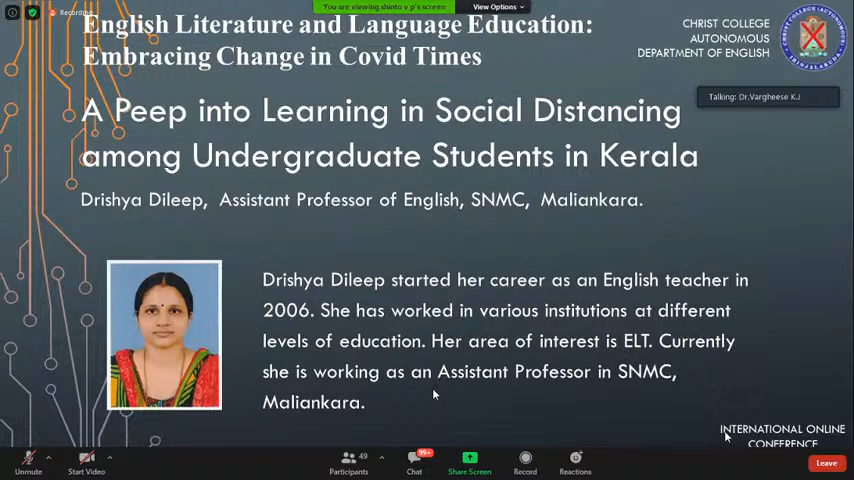 Recording
You are viewing shinto v p's screen
View Options
English Literature and Language Education:
Embracing Change in Covid Times
CHRIST COLLEGE
AUTONOMOUS
DEPARTMENT OF ENGLISH
Talking: Dr.Vargheese K.J
A Peep into Learning in Social Distancing
among Undergraduate Students in Kerala
Drishya Dileep, Assistant Professor of English, SNMC, Maliankara.
Drishya Dileep started her career as an English teacher in
2006. She has worked in various institutions at different
levels of education. Her area of interest is ELT. Currently
she is working as an Assistant Professor in SNMC,
Maliankara.
INTERNATIONAL ONLINE
CONFERENCE
49
99+
Unmute
Start Video
Participants
Chat
Share Screen
Record
Reactions
Leave